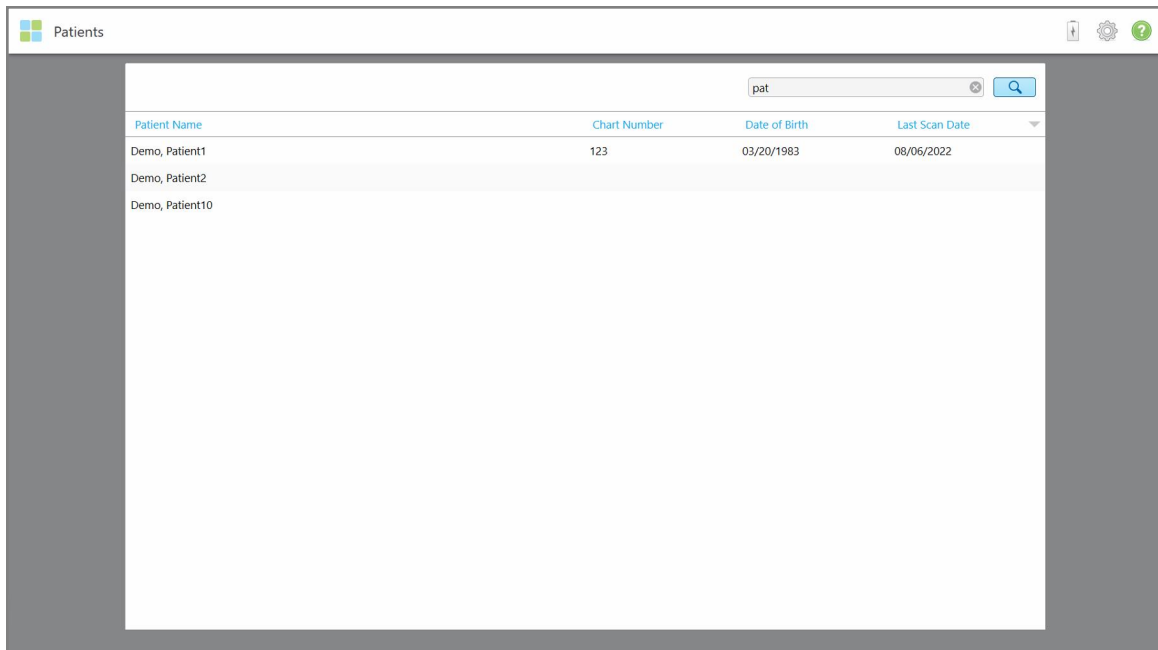 Patients
?
pat
Patient Name Chart Number Date of Birth Last Scan Date
Demo, Patient1 123 03/20/1983 08/06/2022
Demo, Patient2
Demo, Patient10